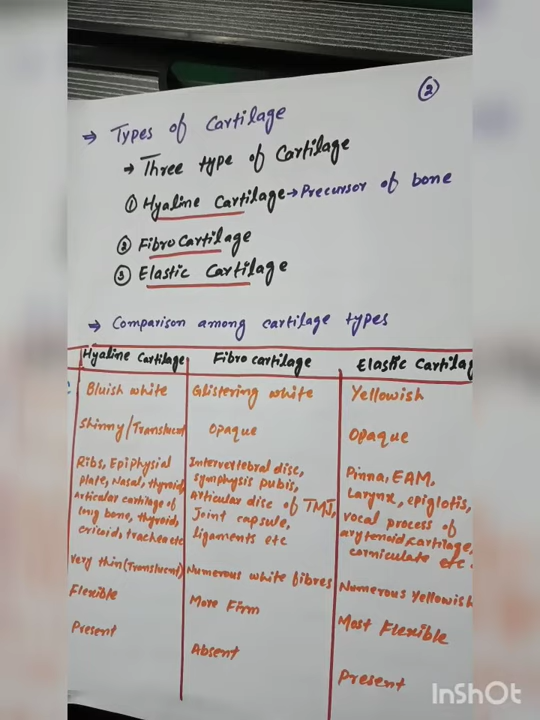 ②
⇒ Types of Cartilage
→ Three type of Cartilage
① Hyaline Cartilage → Precursor of bone
② Fibro Cartilage
③ Elastic Cartilage
⇒ Comparison among cartilage types
Hyaline Cartilage Fibro cartilage Elastic Cartilag
Bluish white Glistering white Yellowish
Shinny/Translucent Opaque Opaque
Ribs, Epiphysial Intervertebral disc, Pinna, EAM,
plate, Nasal, thyroid, symphysis pubis, Larynx, epiglotis,
Articular cartilage of Articular disc of TMJ, vocal process of
long bone, thyroid, Joint capsule, arytenoid, cartilage,
cricoid, trachea etc ligaments etc corniculate etc.
very thin (Translucent) Numerous white fibres Numerous Yellowish
Flexible More Firm Most Flexible
Present Absent Present
InShOt